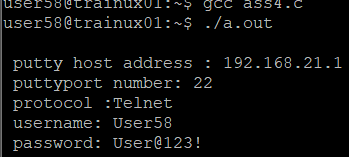 user58@trainux01:~$ gcc ass4.c
user58@trainux01:~$ ./a.out
putty host address : 192.168.21.1
puttyport number: 22
protocol :Telnet
username: User58
password: User@123!